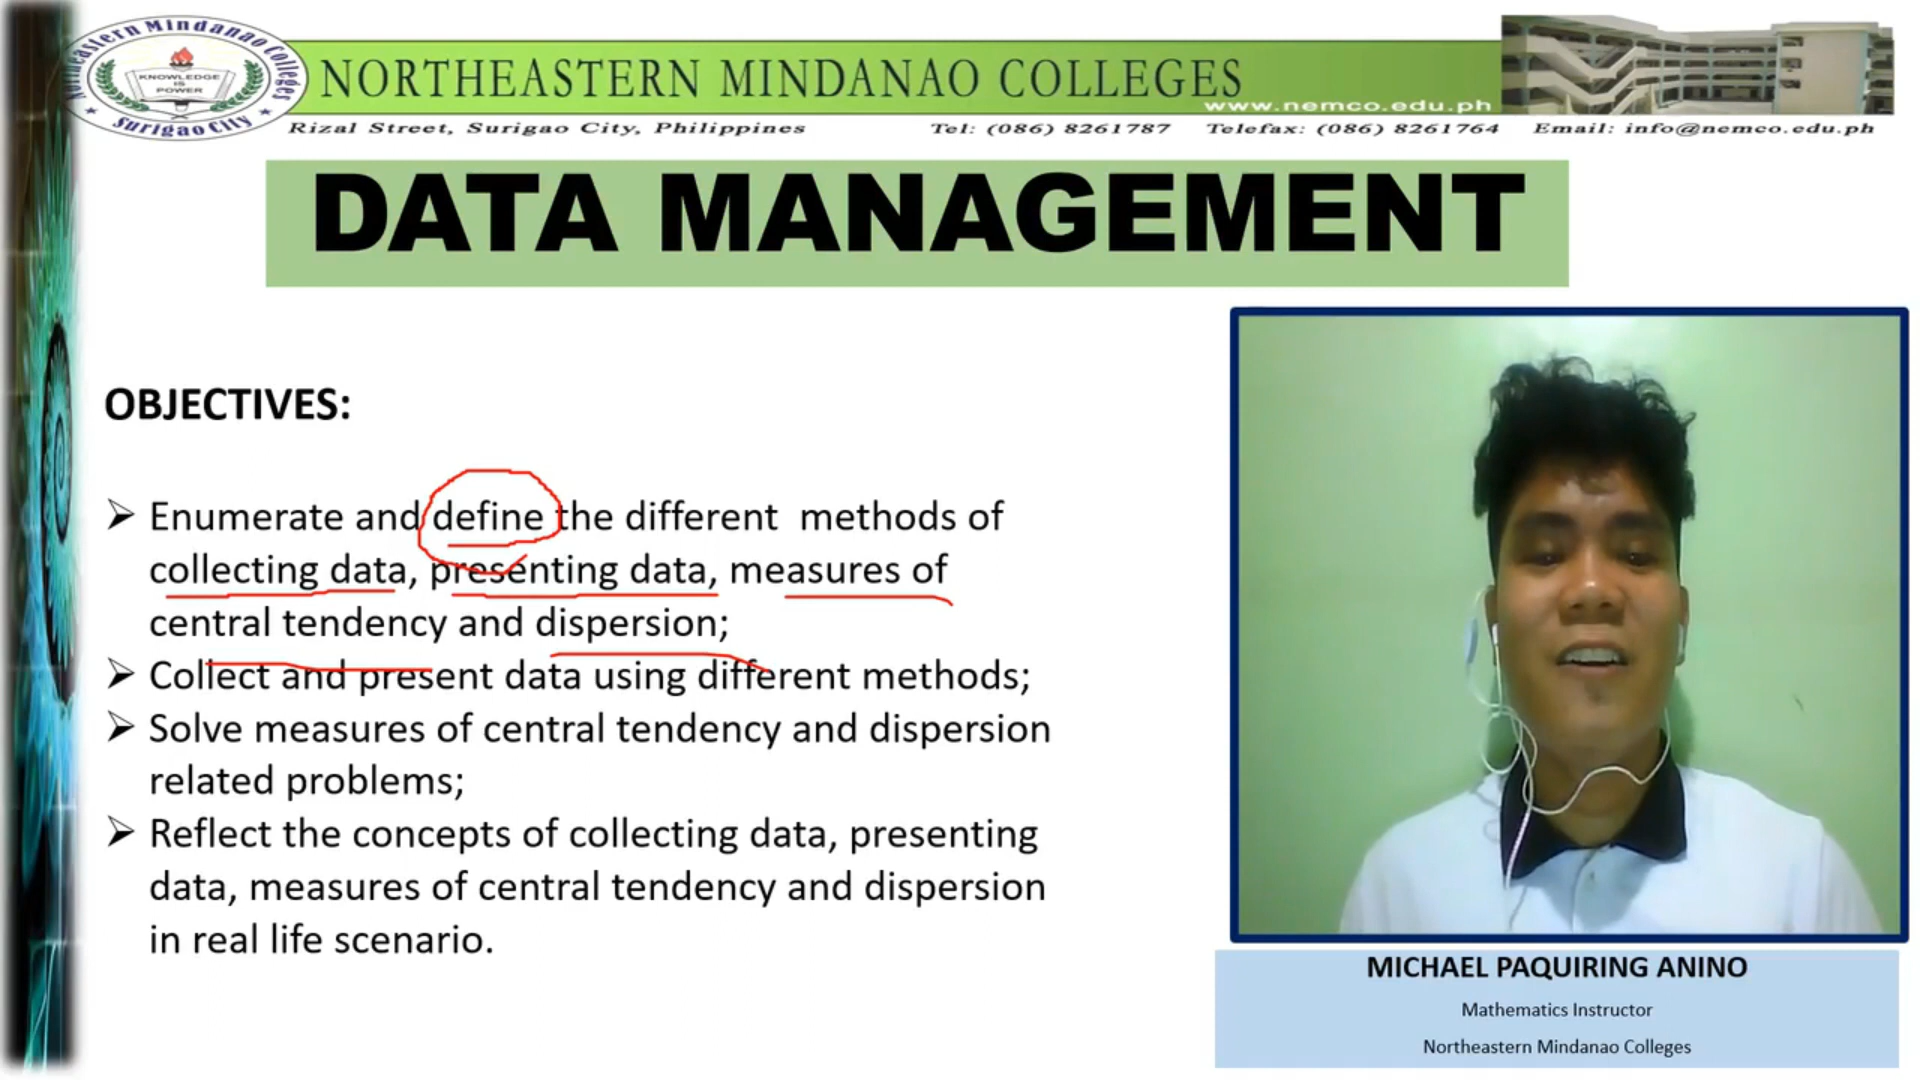 Northeastern Mindanao Colleges
KNOWLEDGE
IS
POWER
Surigao City
NORTHEASTERN MINDANAO COLLEGES
www.nemco.edu.ph
Rizal Street, Surigao City, Philippines Tel: (086) 8261787 Telefax: (086) 8261764 Email: info@nemco.edu.ph
DATA MANAGEMENT
OBJECTIVES:
➢ Enumerate and define the different methods of
collecting data, presenting data, measures of
central tendency and dispersion;
➢ Collect and present data using different methods;
➢ Solve measures of central tendency and dispersion
related problems;
➢ Reflect the concepts of collecting data, presenting
data, measures of central tendency and dispersion
in real life scenario.
MICHAEL PAQUIRING ANINO
Mathematics Instructor
Northeastern Mindanao Colleges